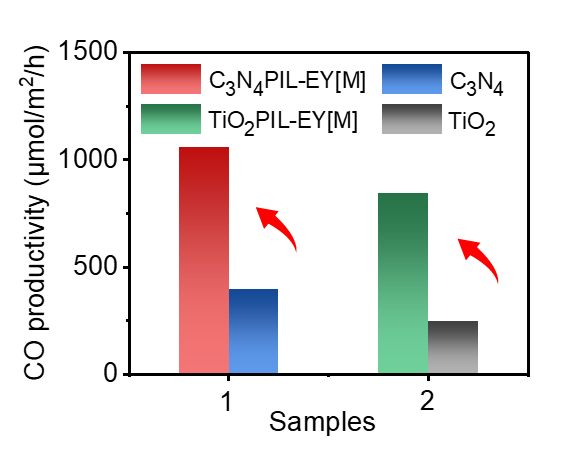 CO productivity (μmol/m²/h)
1500
1000
500
0
C₃N₄PIL-EY[M]
C₃N₄
TiO₂PIL-EY[M]
TiO₂
1
2
Samples